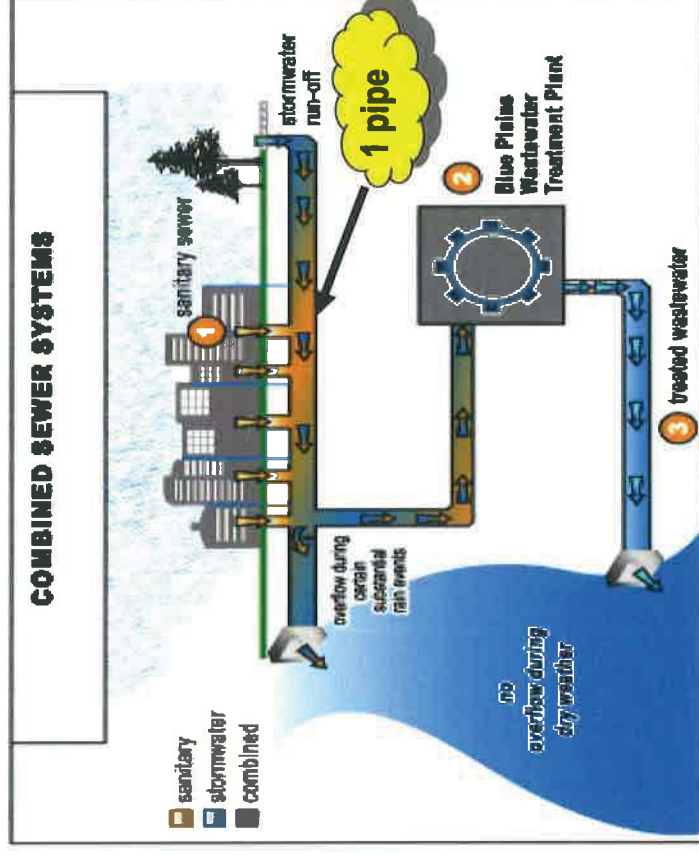 COMBINED SEWER SYSTEMS
sanitary
stormwater
combined
sanitary sewer
1
stormwater
run-off
1 pipe
overflow during
certain
substantial
rain events
2
Blue Plains
Wastewater
Treatment Plant
no
overflow during
dry weather
3
treated wastewater